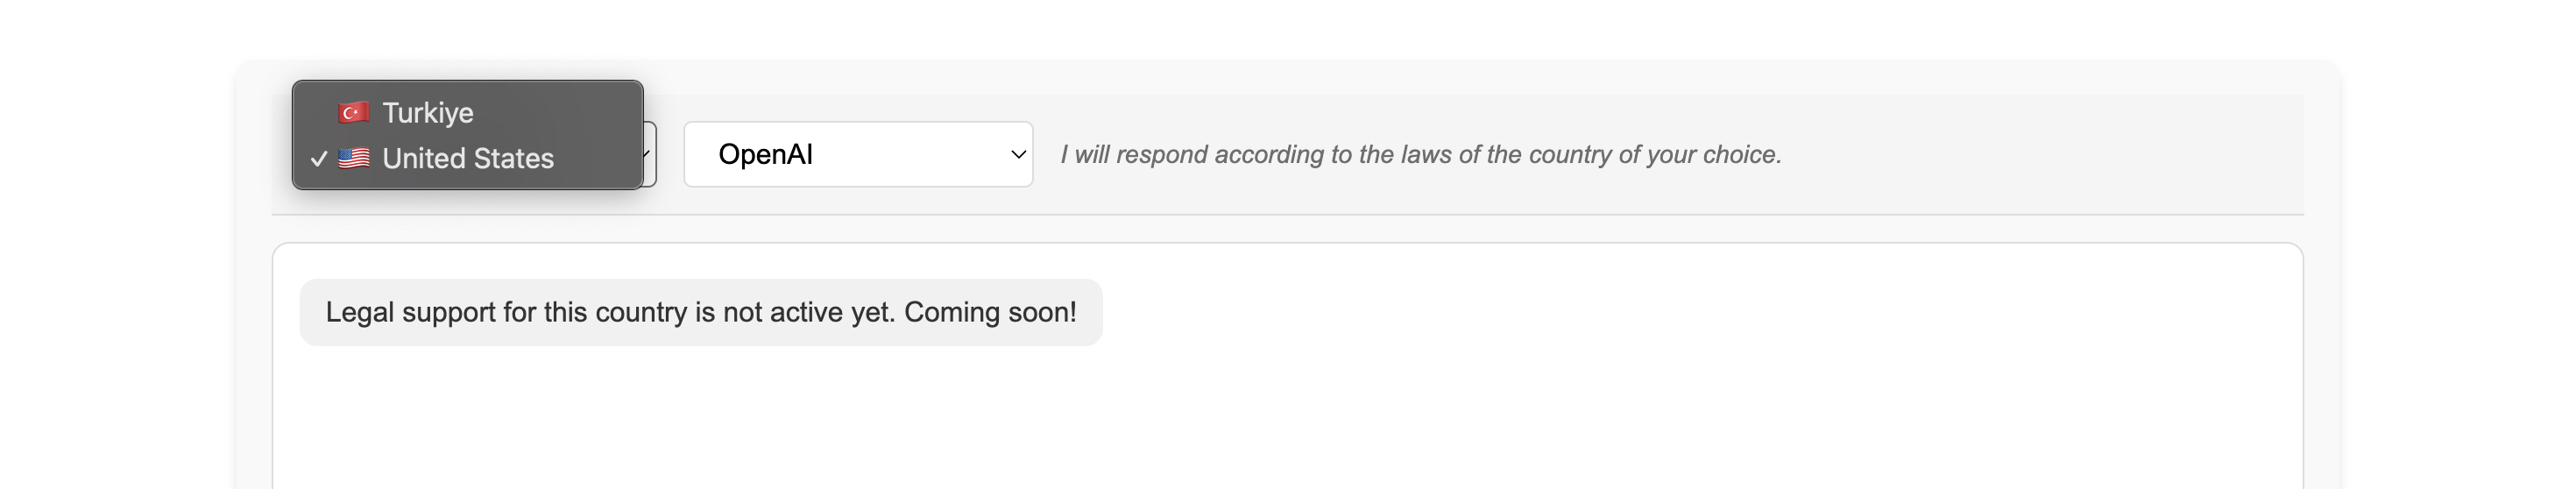 Turkiye
United States
OpenAI
I will respond according to the laws of the country of your choice.
Legal support for this country is not active yet. Coming soon!